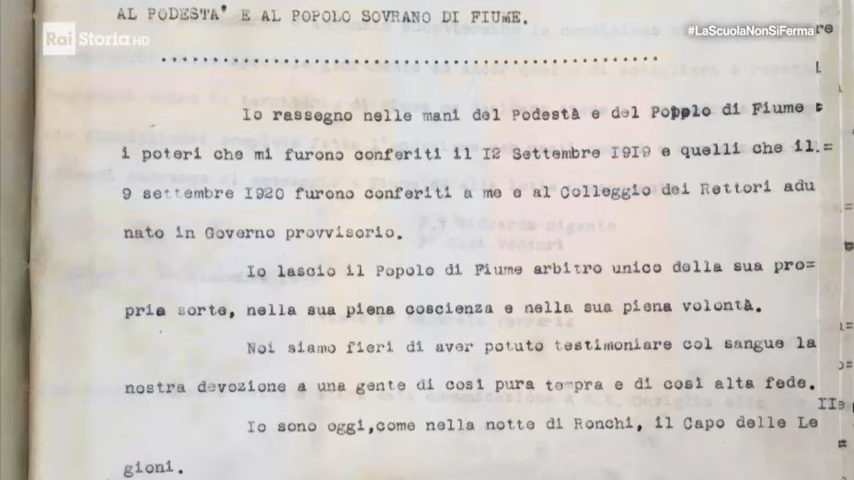 AL PODESTA' E AL POPOLO SOVRANO DI FIUME.
Rai Storia HD
#LaScuolaNonSiFerma
Io rassegno nelle mani del Podestà e del Popolo di Fiume
i poteri che mi furono conferiti il I2 Settembre I9I9 e quelli che il
9 settembre I920 furono conferiti a me e al Colleggio dei Rettori adu
nato in Governo provvisorio.
Io lascio il Popolo di Fiume arbitro unico della sua pro=
pria sorte, nella sua piena coscienza e nella sua piena volontà.
Noi siamo fieri di aver potuto testimoniare col sangue la
nostra devozione a una gente di così pura tempra e di così alta fede.
Io sono oggi,come nella notte di Ronchi, il Capo delle Le
gioni.